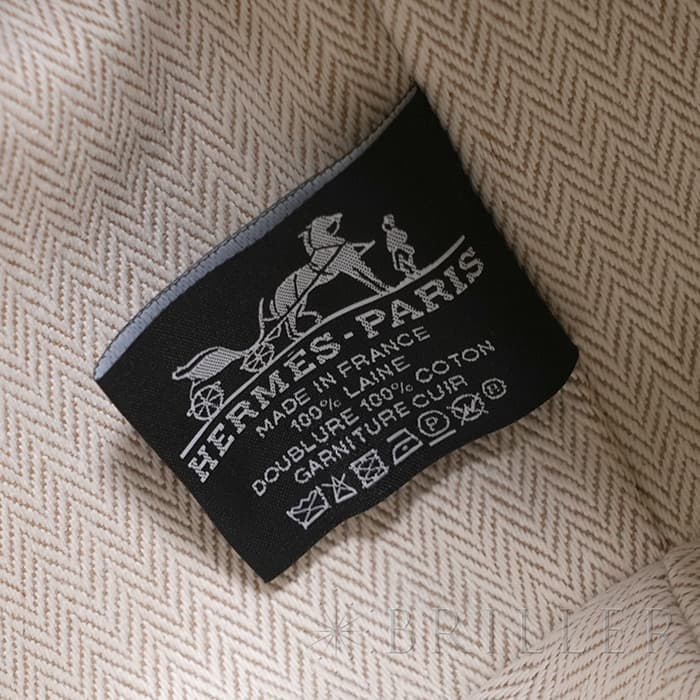 HERMES-PARIS
MADE IN FRANCE
100% LAINE
DOUBLURE 100% COTON
GARNITURE CUIR
P
BRILLER